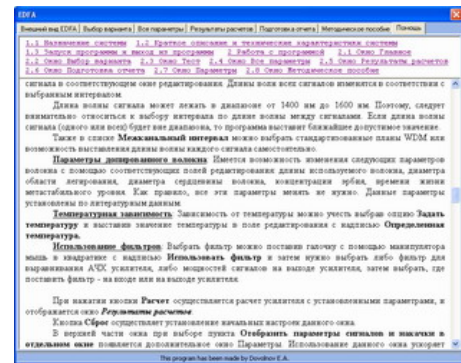 EDFA
Внешний вид EDFA Выбор варианта Все параметры Результаты расчетов Подготовка отчета Методическое пособие Помощь
1.1 Назначение системы 1.2 Краткое описание и технические характеристики системы
1.3 Запуск программы и выход из программы 2 Работа с программой 2.1 Окно Главное
2.2 Окно Выбор варианта 2.3 Окно Тест 2.4 Окно Все параметры 2.5 Окно Результаты расчетов
2.6 Окно Подготовка отчета 2.7 Окно Параметры 2.8 Окно Методическое пособие
сигнала в соответствующем окне редактирования. Длины волн всех сигналов изменятся в соответствии с
выбранным интервалом.
Длина волны сигнала может лежать в диапазоне от 1400 нм до 1600 нм. Поэтому, следует
внимательно относиться к выбору интервала по длине волны между сигналами. Если длина волны
сигнала (одного или всех) будет вне диапазона, то программа выставит ближайшее допустимое значение.
Также в списке Межканальный интервал можно выбрать стандартизованные планы WDM или
возможность выставления длины волны каждого сигнала самостоятельно.
Параметры допированного волокна. Имеется возможность изменения следующих параметров
волокна с помощью соответствующих полей редактирования: длины используемого волокна, диаметра
области легирования, диаметра сердцевины волокна, концентрации эрбия, времени жизни
метастабильного уровня. Как правило, все эти параметры менять не нужно. Данные параметры
установлены по литературным данным.
Температурная зависимость. Зависимость от температуры можно учесть выбрав опцию Задать
температуру и выставив значение температуры в поле редактирования с надписью Определенная
температура.
Использование фильтров. Выбрать фильтр можно поставив галочку с помощью манипулятора
мышь в квадратике с надписью Использовать фильтр и затем нужно выбрать либо фильтр для
выравнивания АЧХ усилителя, либо мощностей сигналов на выходе усилителя, затем выбрать, где
поставить фильтр - на входе или на выходе усилителя.
При нажатии кнопки Расчет осуществляется расчет усилителя с установленными параметрами, и
отображается окно Результаты расчетов.
Кнопка Сброс осуществляет установление начальных настроек данного окна.
В верхней части окна при выборе пункта Отобразить параметры сигналов и накачки в
отдельном окне появляется дополнительное окно Параметры. Использование данного окна ускоряет
This program has been made by Dovolnov E.A.